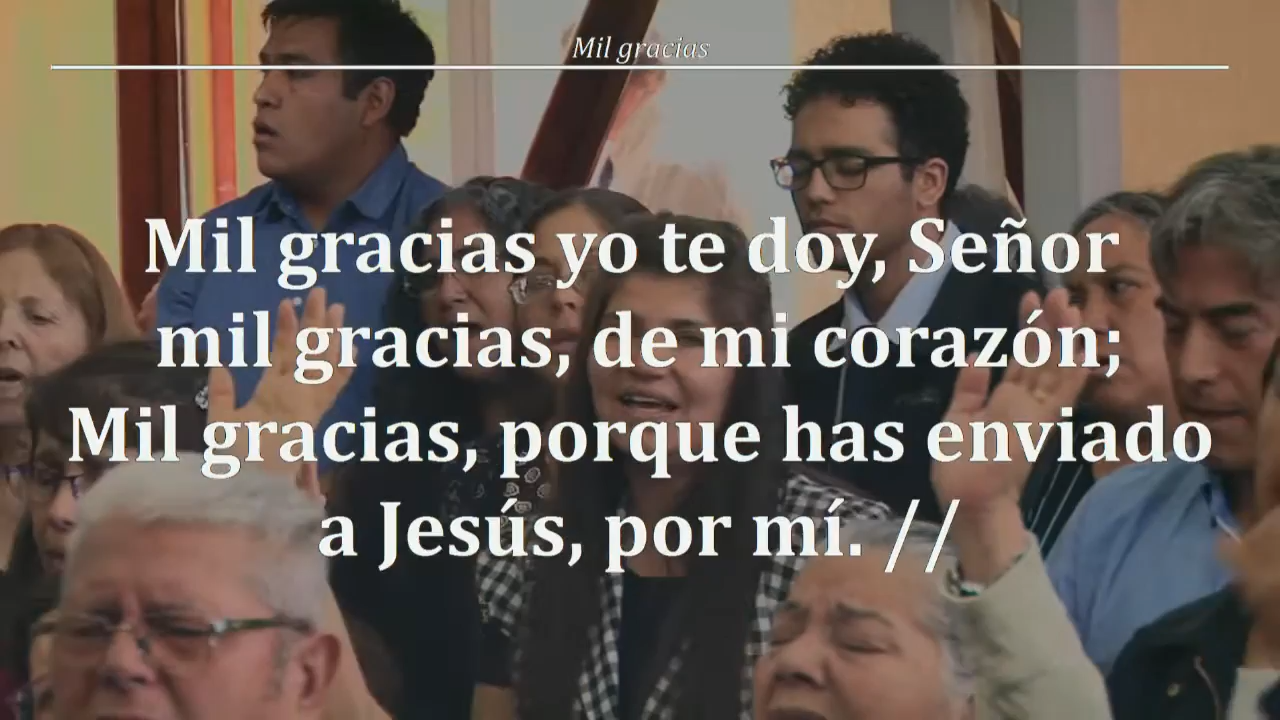 Mil gracias
Mil gracias yo te doy, Señor
mil gracias, de mi corazón;
Mil gracias, porque has enviado
a Jesús, por mí. //